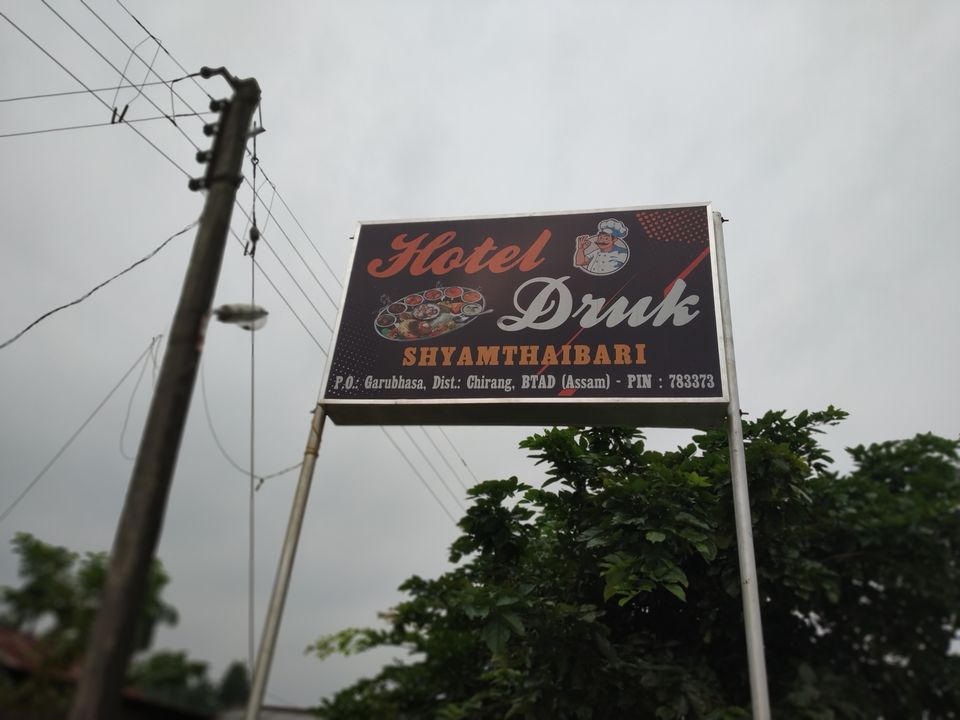 Hotel
Druk
SHYAMTHAIBARI
P.O.: Garubhasa, Dist.: Chirang, BTAD (Assam) - PIN : 783373